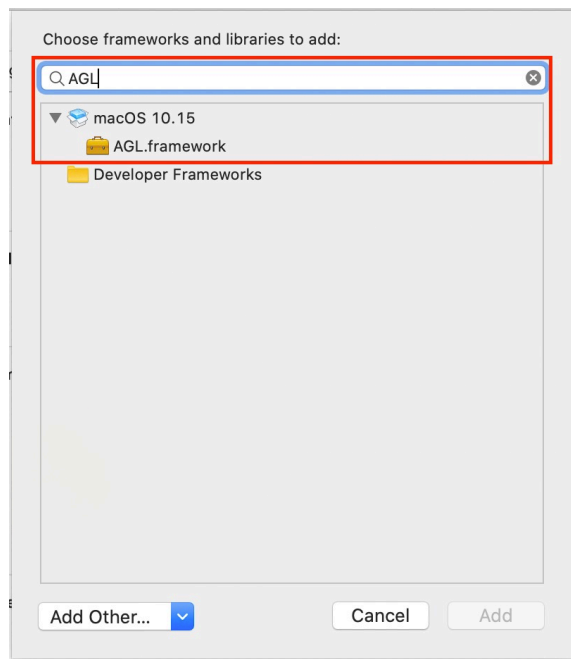 Choose frameworks and libraries to add:
AGL
macOS 10.15
AGL.framework
Developer Frameworks
Add Other...
Cancel
Add